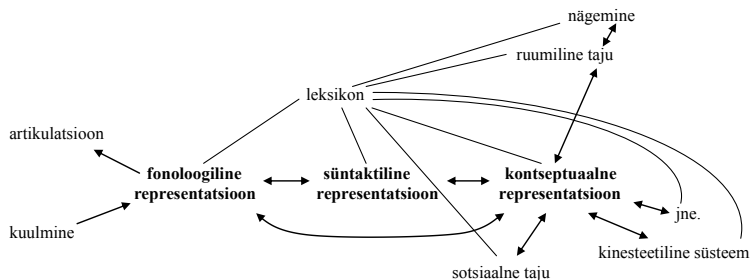 nägemine
ruumiline taju
leksikon
artikulatsioon
fonoloogiline
representatsioon
süntaktiline
representatsioon
kontseptuaalne
representatsioon
kuulmine
jne.
kinesteetiline süsteem
sotsiaalne taju